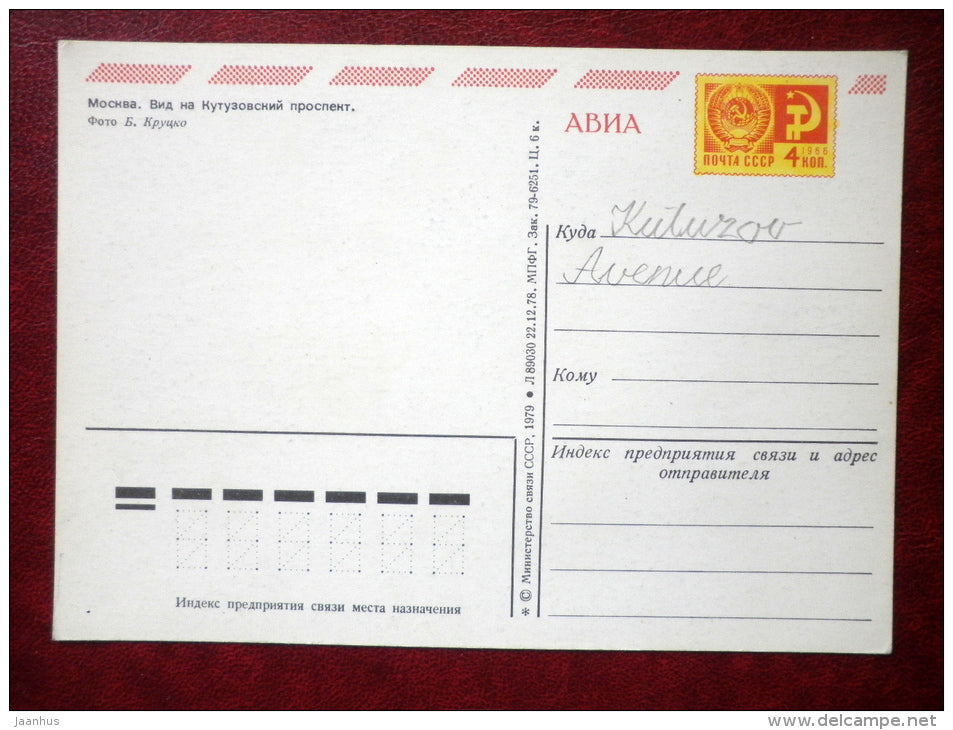 Москва. Вид на Кутузовский проспект.
Фото Б. Круцко
АВИА
ПОЧТА СССР 4 1966 КОП.
Куда Kutuzov
Avenue
Кому
Индекс предприятия связи и адрес
отправителя
* © Министерство связи СССР, 1979 ● Л 89030 22.12.78. МПФГ. Зак. 79-6251. Ц. 6 к.
Индекс предприятия связи места назначения
jaanhus
www.delcampe.net